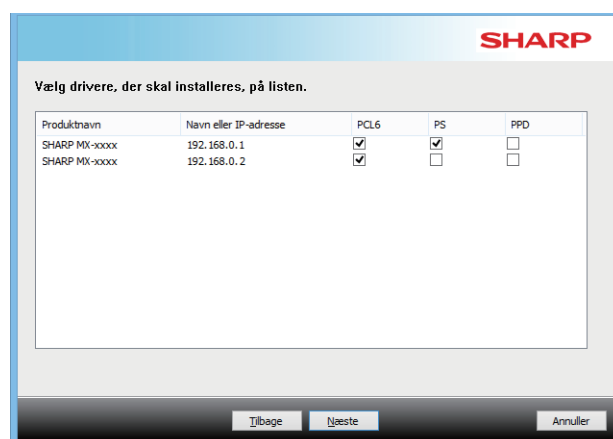 SHARP
Vælg drivere, der skal installeres, på listen.
Produktnavn Navn eller IP-adresse PCL6 PS PPD
SHARP MX-xxxx 192.168.0.1
SHARP MX-xxxx 192.168.0.2
Tilbage Næste Annuller